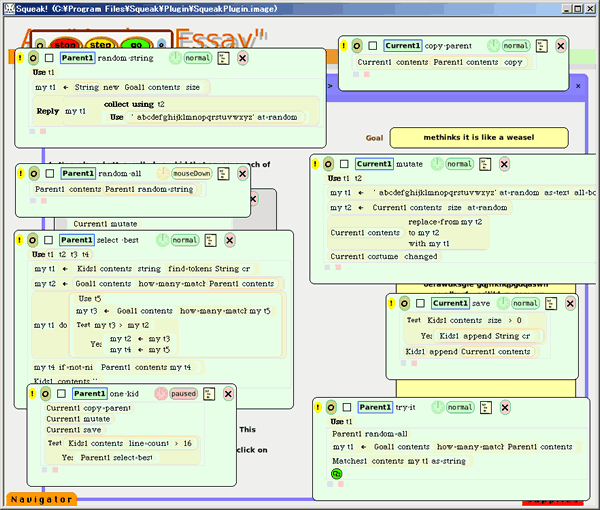 Squeak! (C:¥Program Files¥Squeak¥Plugin¥SqueakPlugin.image)
stop step go
Essay"
! Parent1 random-string normal
Use t1
my t1 ← String new Goal1 contents size
collect using t2
Reply my t1
Use ' abcdefghijklmnopqrstuvwxyz' at-random
! Current1 copy-parent normal
Current1 contents Parent1 contents copy
> ×
Goal methinks it is like a weasel
ch of
! Parent1 random-all mouseDown
Parent1 contents Parent1 random-string
Current1 mutate
! Current1 mutate normal
Use t1 t2
my t1 ← ' abcdefghijklmnopqrstuvwxyz' at-random as-text all-bo
my t2 ← Current1 contents size at-random
replace-from my t2
Current1 contents to my t2
with my t1
Current1 costume changed
! Parent1 select-best normal
Use t1 t2 t3 t4
my t1 ← Kids1 contents string find-tokens String cr
my t2 ← Goal1 contents how-many-match Parent1 contents
Use t5
my t3 ← Goal1 contents how-many-match my t5
my t1 do Test my t3 > my t2
Yes my t2 ← my t3
my t4 ← my t5
my t4 if-not-ni Parent1 contents my t4
Kids1 contents ''
! Current1 save normal
Test Kids1 contents size > 0
Yes Kids1 append String cr
Kids1 append Current1 contents
! Parent1 one-kid paused
Current1 copy-parent
Current1 mutate
Current1 save
Test Kids1 contents line-count > 16
Yes Parent1 select-best
This
click on
! Parent1 try-it normal
Use t1
Parent1 random-all
my t1 ← Goal1 contents how-many-match Parent1 contents
Matches1 contents my t1 as-string
Navigator
Supplies